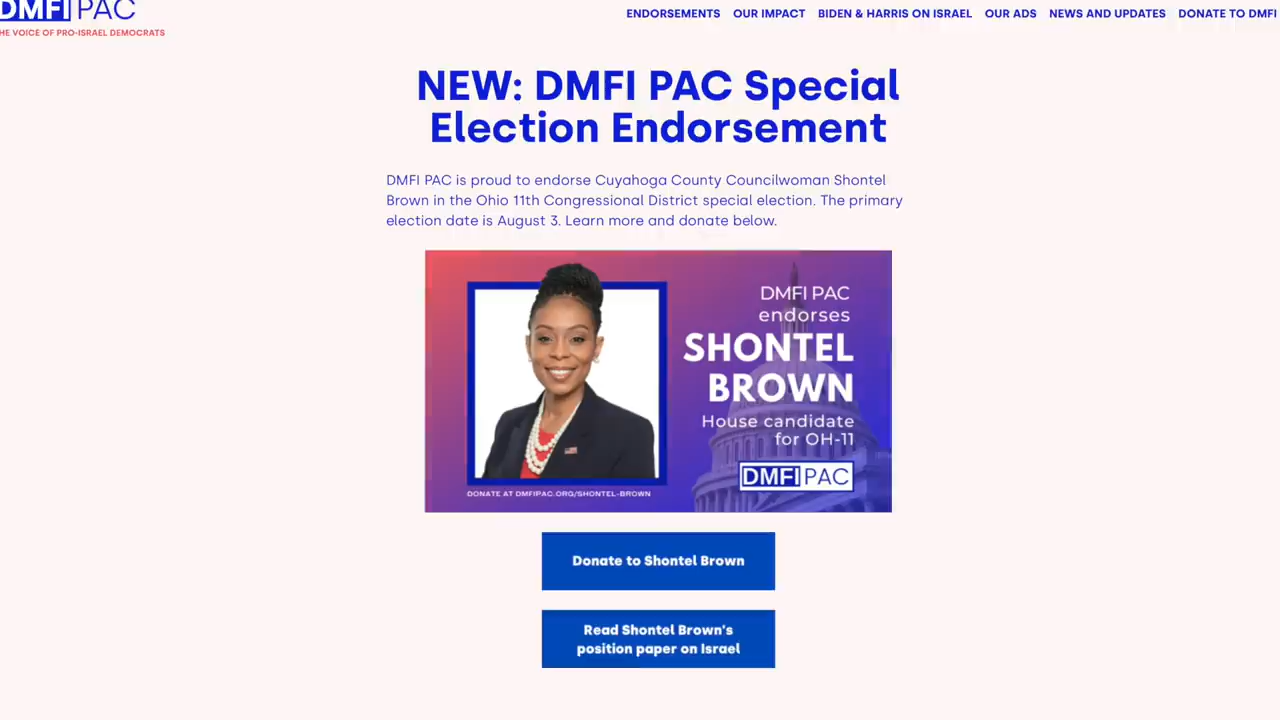 DMFI PAC
ENDORSEMENTS OUR IMPACT BIDEN & HARRIS ON ISRAEL OUR ADS NEWS AND UPDATES DONATE TO DMFI
HE VOICE OF PRO-ISRAEL DEMOCRATS
NEW: DMFI PAC Special
Election Endorsement
DMFI PAC is proud to endorse Cuyahoga County Councilwoman Shontel
Brown in the Ohio 11th Congressional District special election. The primary
election date is August 3. Learn more and donate below.
DMFI PAC
endorses
SHONTEL
BROWN
House candidate
for OH-11
DMFI PAC
DONATE AT DMFIPAC.ORG/SHONTEL-BROWN
Donate to Shontel Brown
Read Shontel Brown's
position paper on Israel